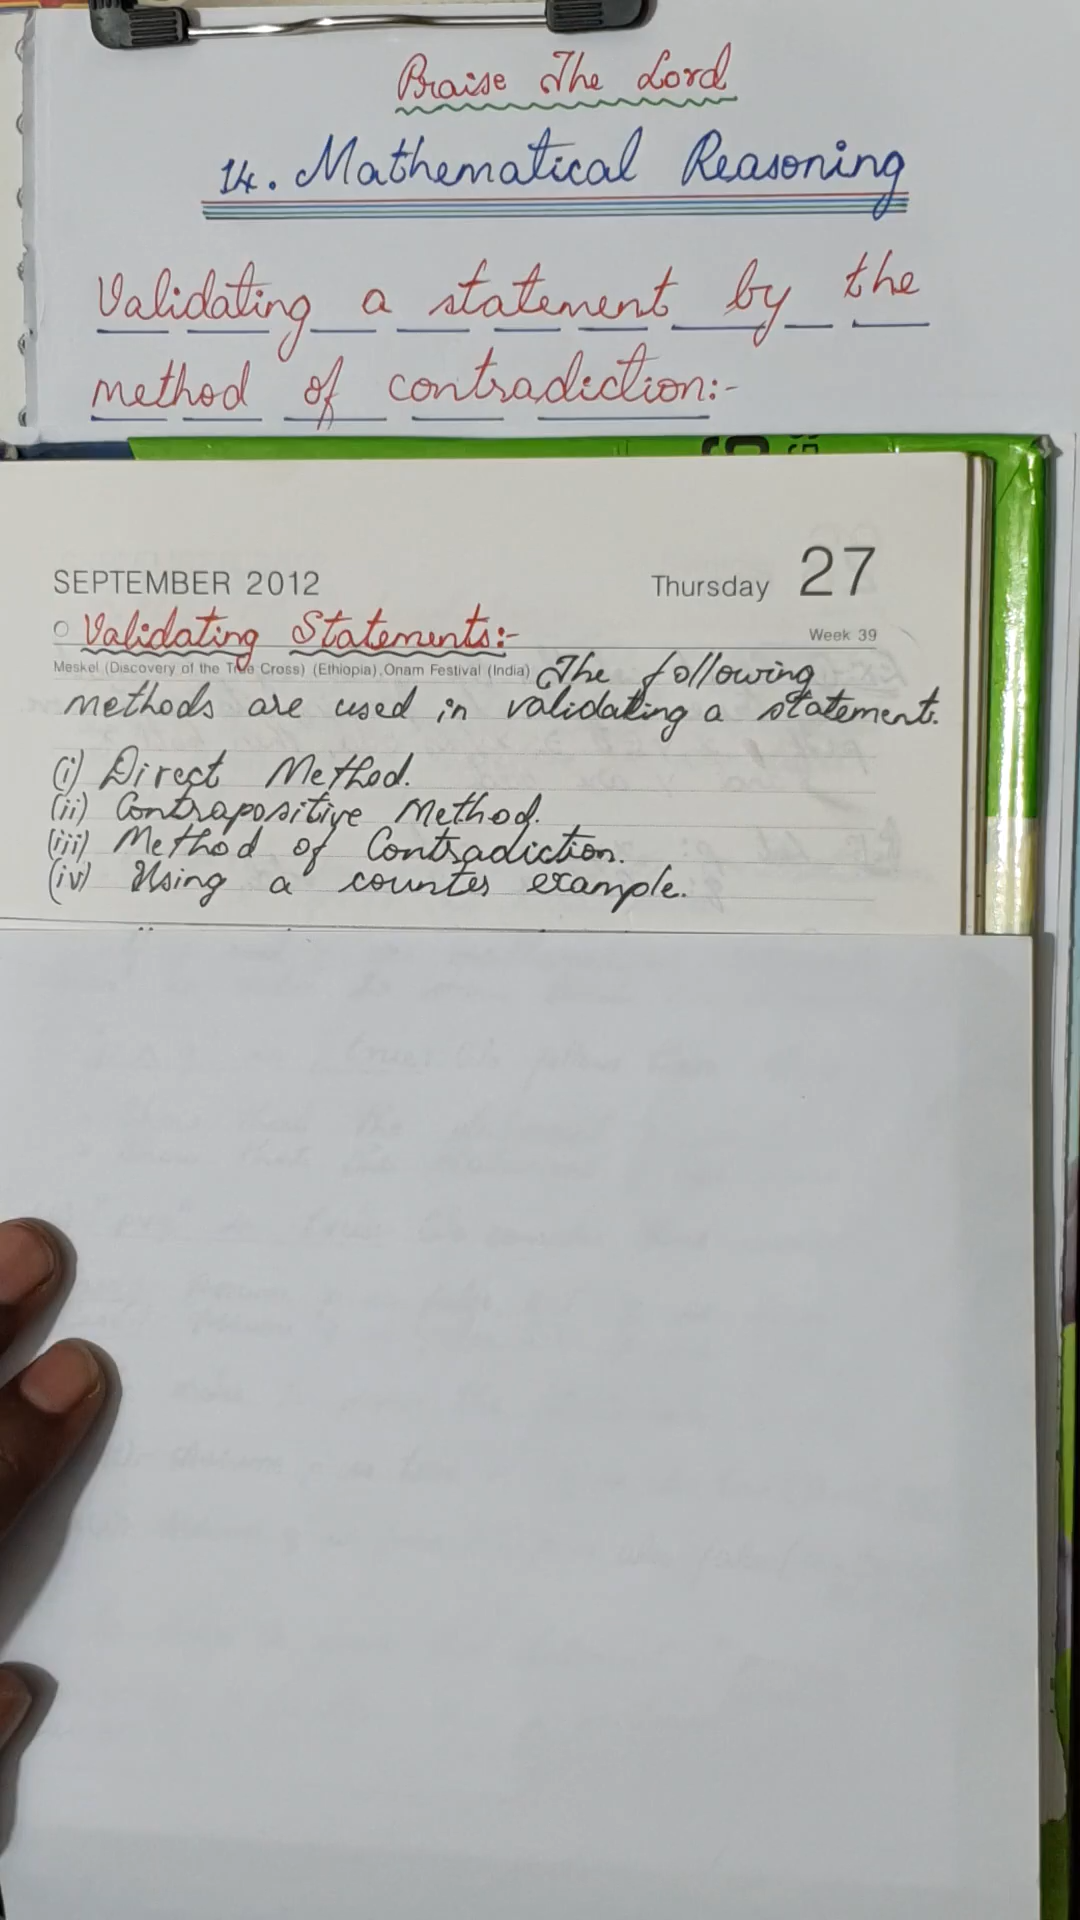 Praise The Lord
14. Mathematical Reasoning
Validating a statement by the
method of contradiction:-
SEPTEMBER 2012 Thursday 27
Validating Statements:- Week 39
Meskel (Discovery of the True Cross) (Ethiopia), Onam Festival (India) The following
methods are used in validating a statement.
(i) Direct Method.
(ii) Contrapositive Method.
(iii) Method of Contradiction.
(iv) Using a counter example.